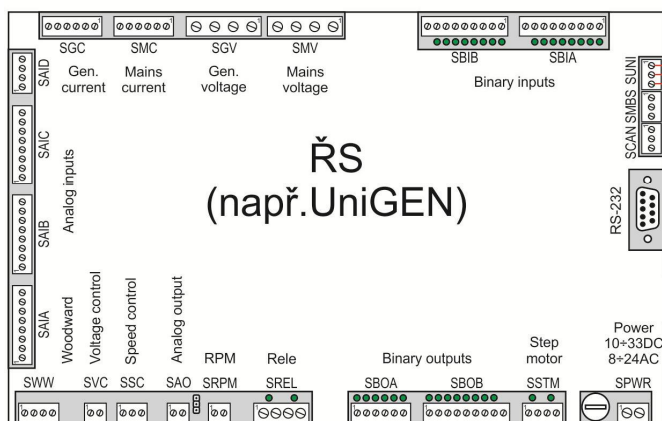 SGC SMC SGV SMV SBIB SBIA
Gen. current
Mains current
Gen. voltage
Mains voltage
Binary inputs
SAID
SAIC
SAIB
SAIA
Analog inputs
SUNI
SMBS
SCAN
RS-232
ŘS
(např.UniGEN)
Woodward
Voltage control
Speed control
Analog output
RPM
Rele
Binary outputs
Step
motor
Power
10÷33DC
8÷24AC
SWW SVC SSC SAO SRPM SREL SBOA SBOB SSTM SPWR